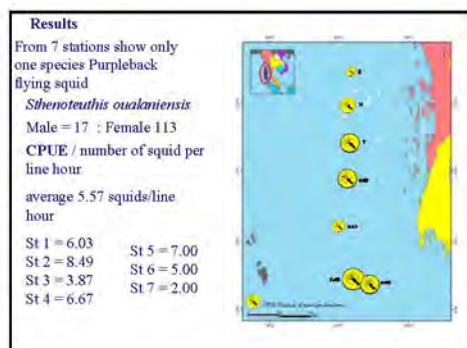 Results
From 7 stations show only
one species Purpleback
flying squid
Sthenoteuthis oualaniensis
Male = 17 : Female 113
CPUE / number of squid per
line hour
average 5.57 squids/line
hour
St 1 = 6.03
St 2 = 8.49
St 3 = 3.87
St 4 = 6.67
St 5 = 7.00
St 6 = 5.00
St 7 = 2.00